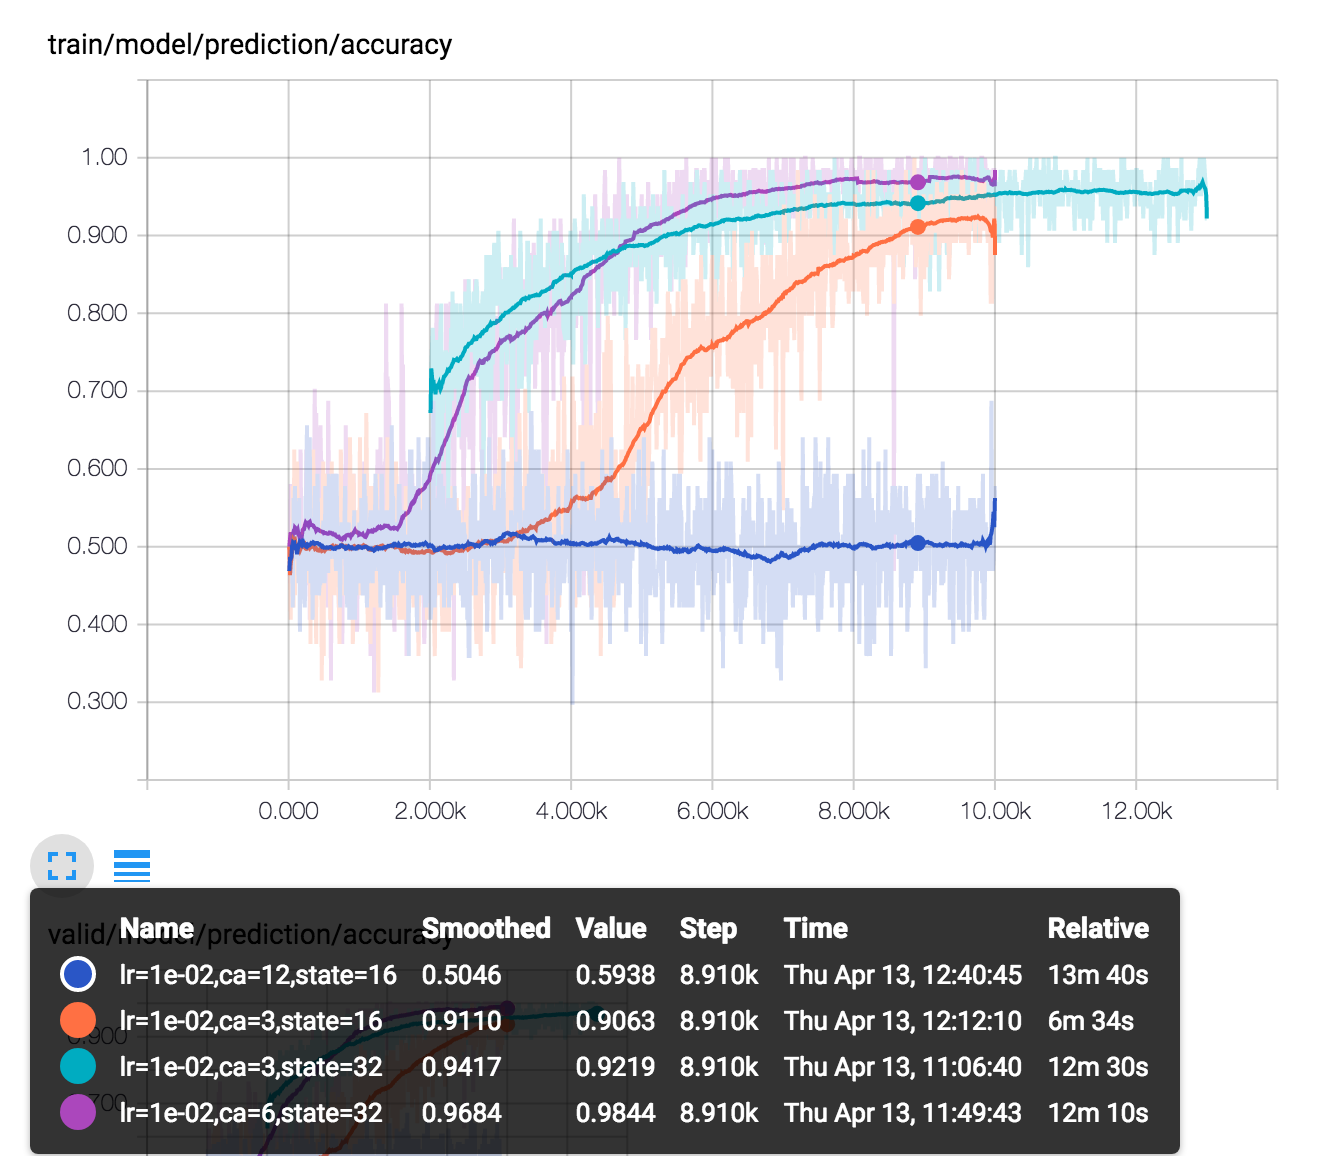 train/model/prediction/accuracy
1.00
0.900
0.800
0.700
0.600
0.500
0.400
0.300
0.000 2.000k 4.000k 6.000k 8.000k 10.00k 12.00k
valid/model/prediction/accuracy
Name Smoothed Value Step Time Relative
lr=1e-02,ca=12,state=16 0.5046 0.5938 8.910k Thu Apr 13, 12:40:45 13m 40s
lr=1e-02,ca=3,state=16 0.9110 0.9063 8.910k Thu Apr 13, 12:12:10 6m 34s
.900
lr=1e-02,ca=3,state=32 0.9417 0.9219 8.910k Thu Apr 13, 11:06:40 12m 30s
lr=1e-02,ca=6,state=32 0.9684 0.9844 8.910k Thu Apr 13, 11:49:43 12m 10s
700